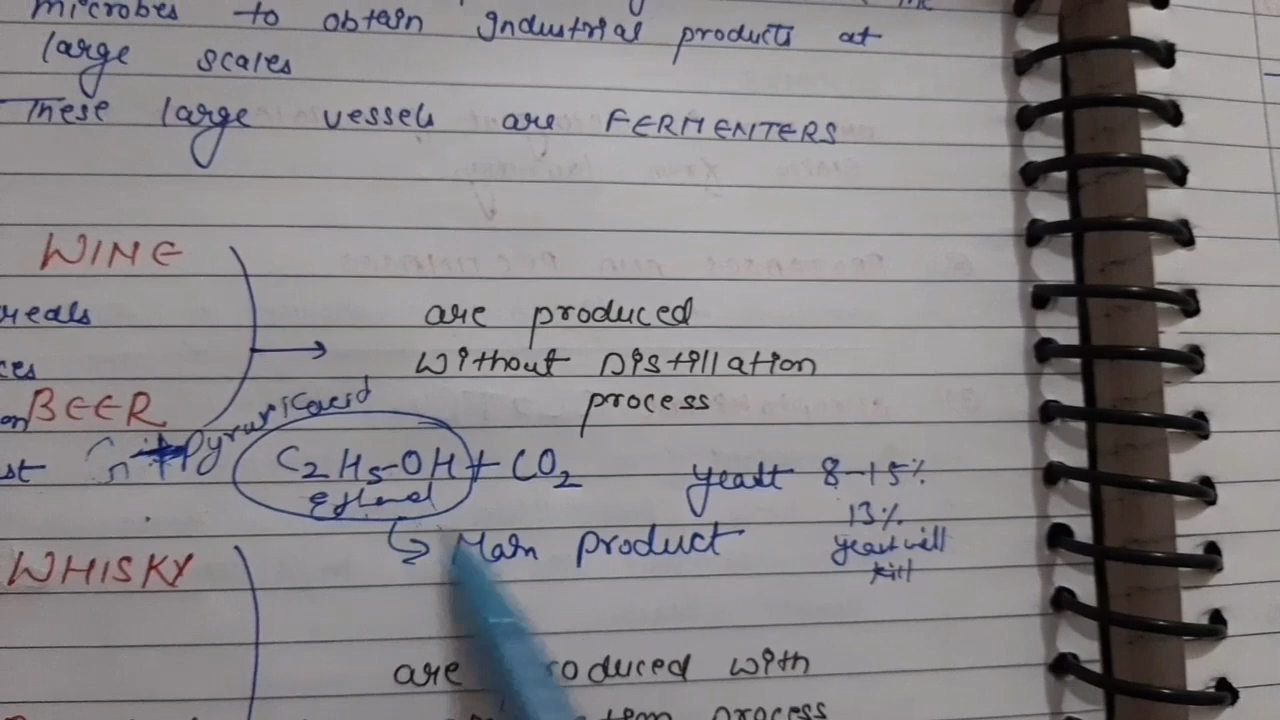 microbes to obtain Industrial products at
large scales
These large vessels are FERMENTERS
WINE
are produced
without Distillation
process
BEER
Pyruvic acid
C2H5-OH + CO2
Ethanol
yeast 8-15%
13%
yeast will
kill
Main product
WHISKY
are produced with
process